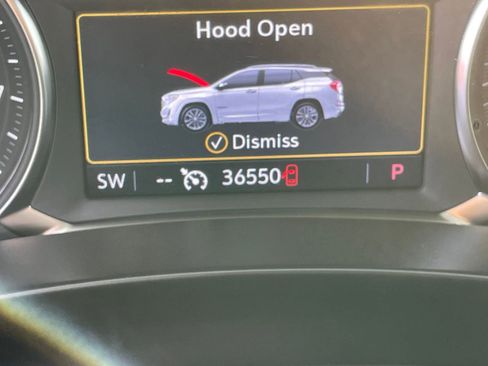 Hood Open
Dismiss
SW -- 36550 P